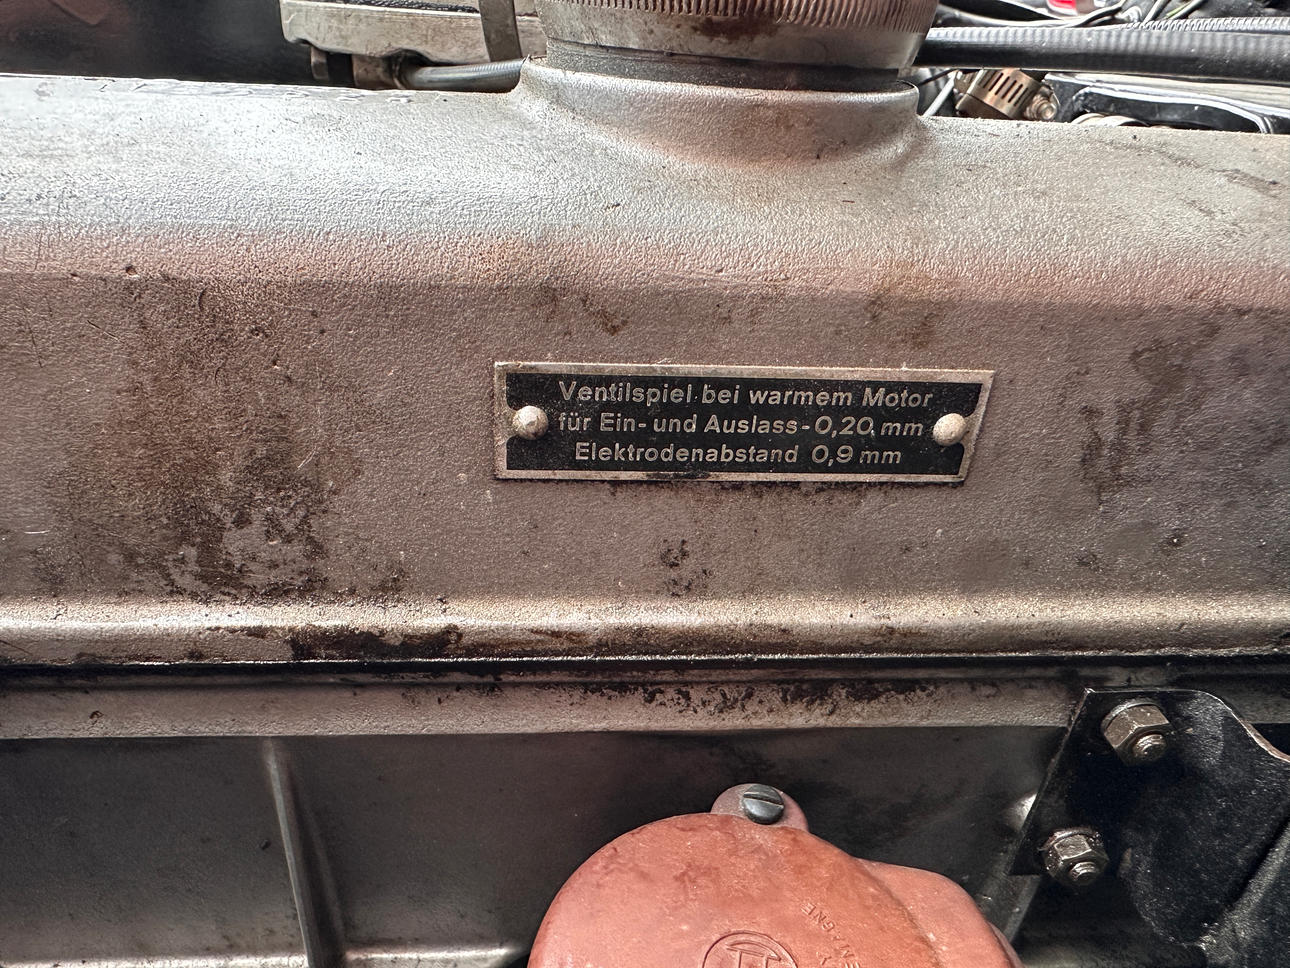 Ventilspiel bei warmem Motor
für Ein- und Auslass - 0,20 mm
Elektrodenabstand 0,9 mm